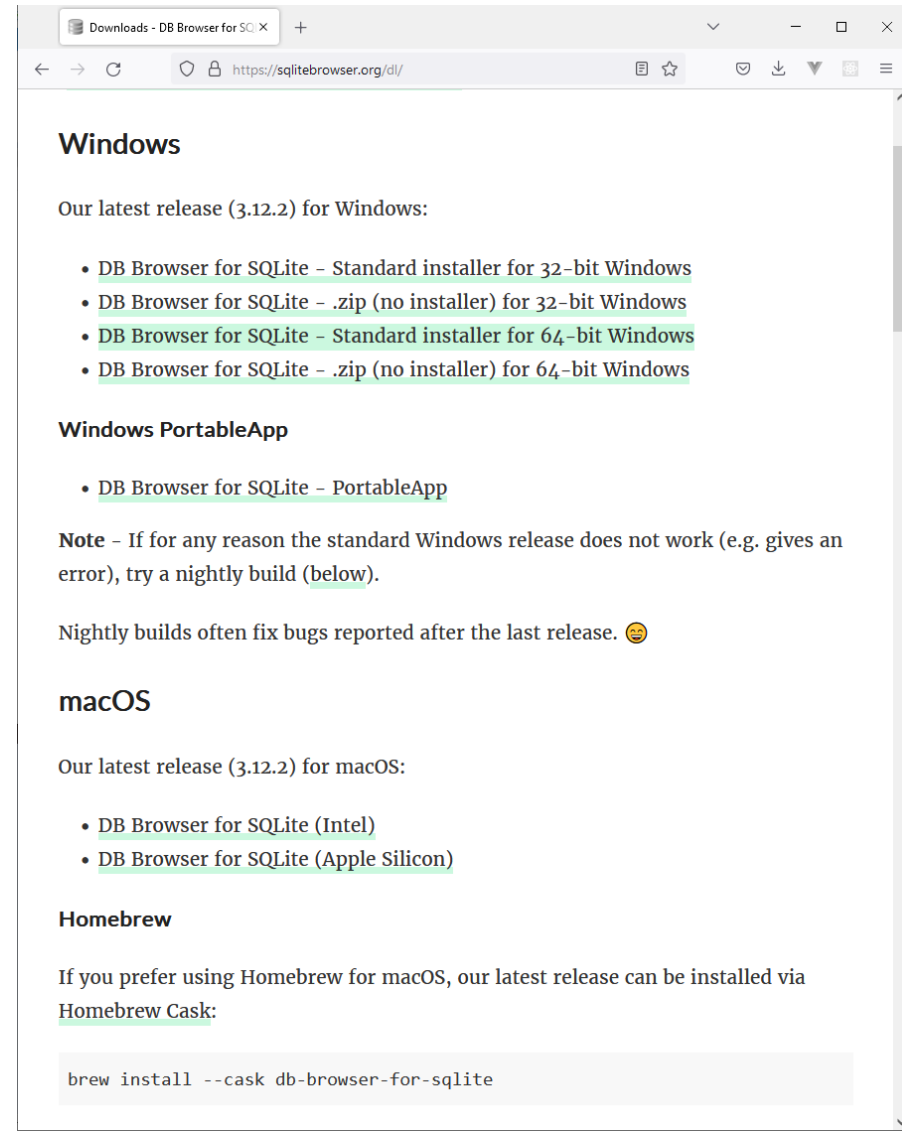 Downloads - DB Browser for SQ
https://sqlitebrowser.org/dl/
Windows
Our latest release (3.12.2) for Windows:
• DB Browser for SQLite - Standard installer for 32-bit Windows
• DB Browser for SQLite - .zip (no installer) for 32-bit Windows
• DB Browser for SQLite - Standard installer for 64-bit Windows
• DB Browser for SQLite - .zip (no installer) for 64-bit Windows
Windows PortableApp
• DB Browser for SQLite - PortableApp
Note - If for any reason the standard Windows release does not work (e.g. gives an
error), try a nightly build (below).
Nightly builds often fix bugs reported after the last release. 😄
macOS
Our latest release (3.12.2) for macOS:
• DB Browser for SQLite (Intel)
• DB Browser for SQLite (Apple Silicon)
Homebrew
If you prefer using Homebrew for macOS, our latest release can be installed via
Homebrew Cask:
brew install --cask db-browser-for-sqlite